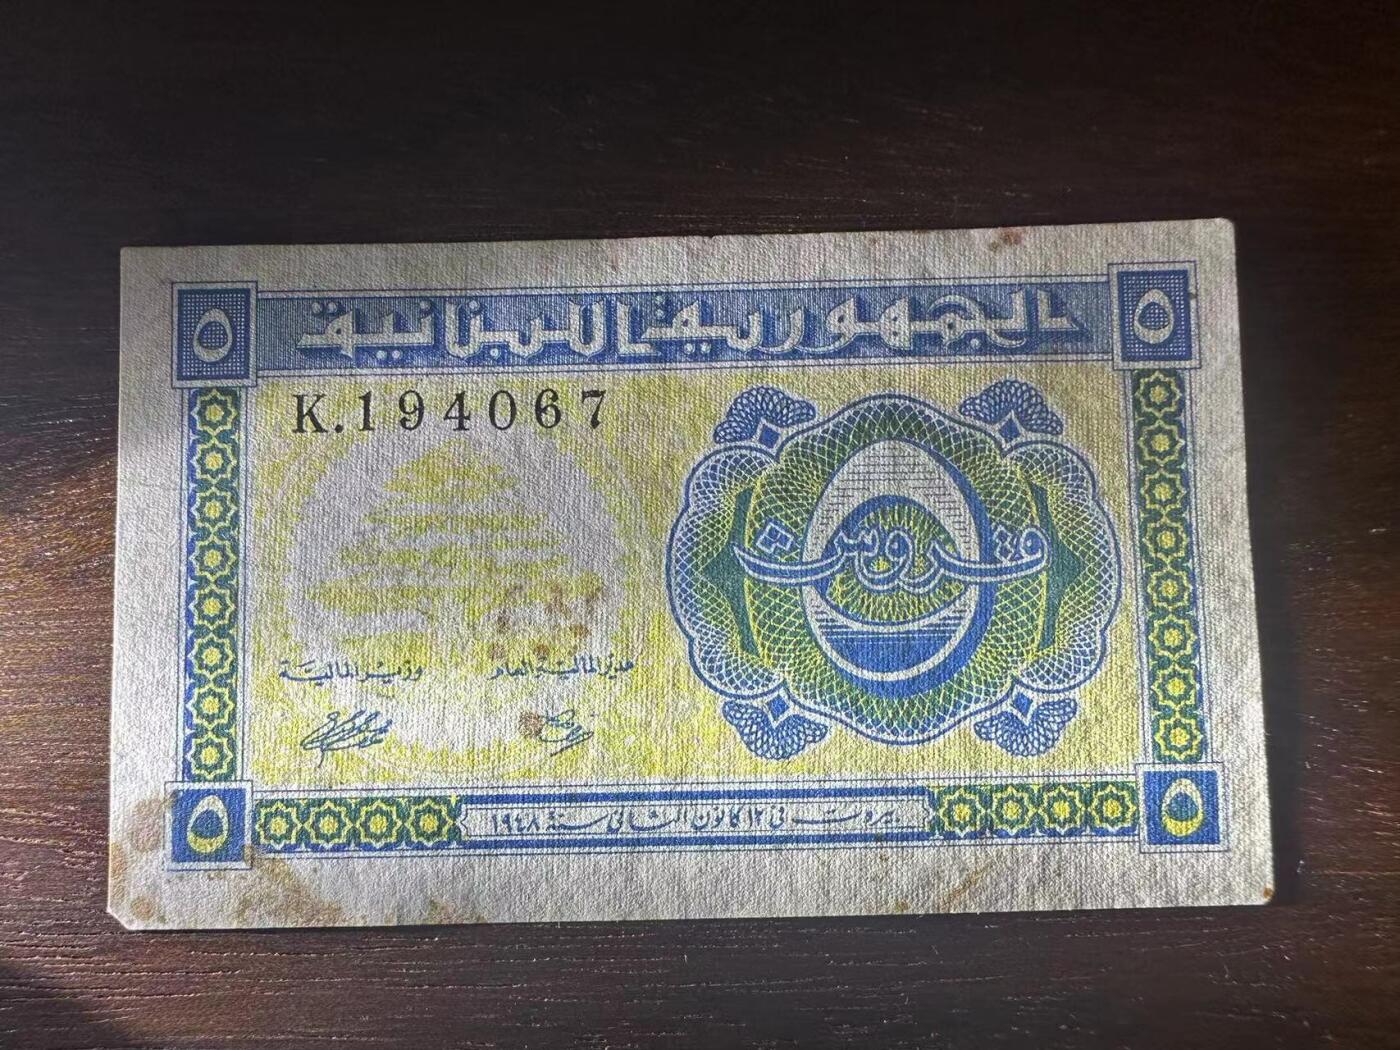 ٥ الجمهورية اللبنانية ٥
K.194067
٥ قروش
مدير المالية العام وزير المالية
٥ بيروت في ١٢ كانون الثاني سنة ١٩٤٨ ٥